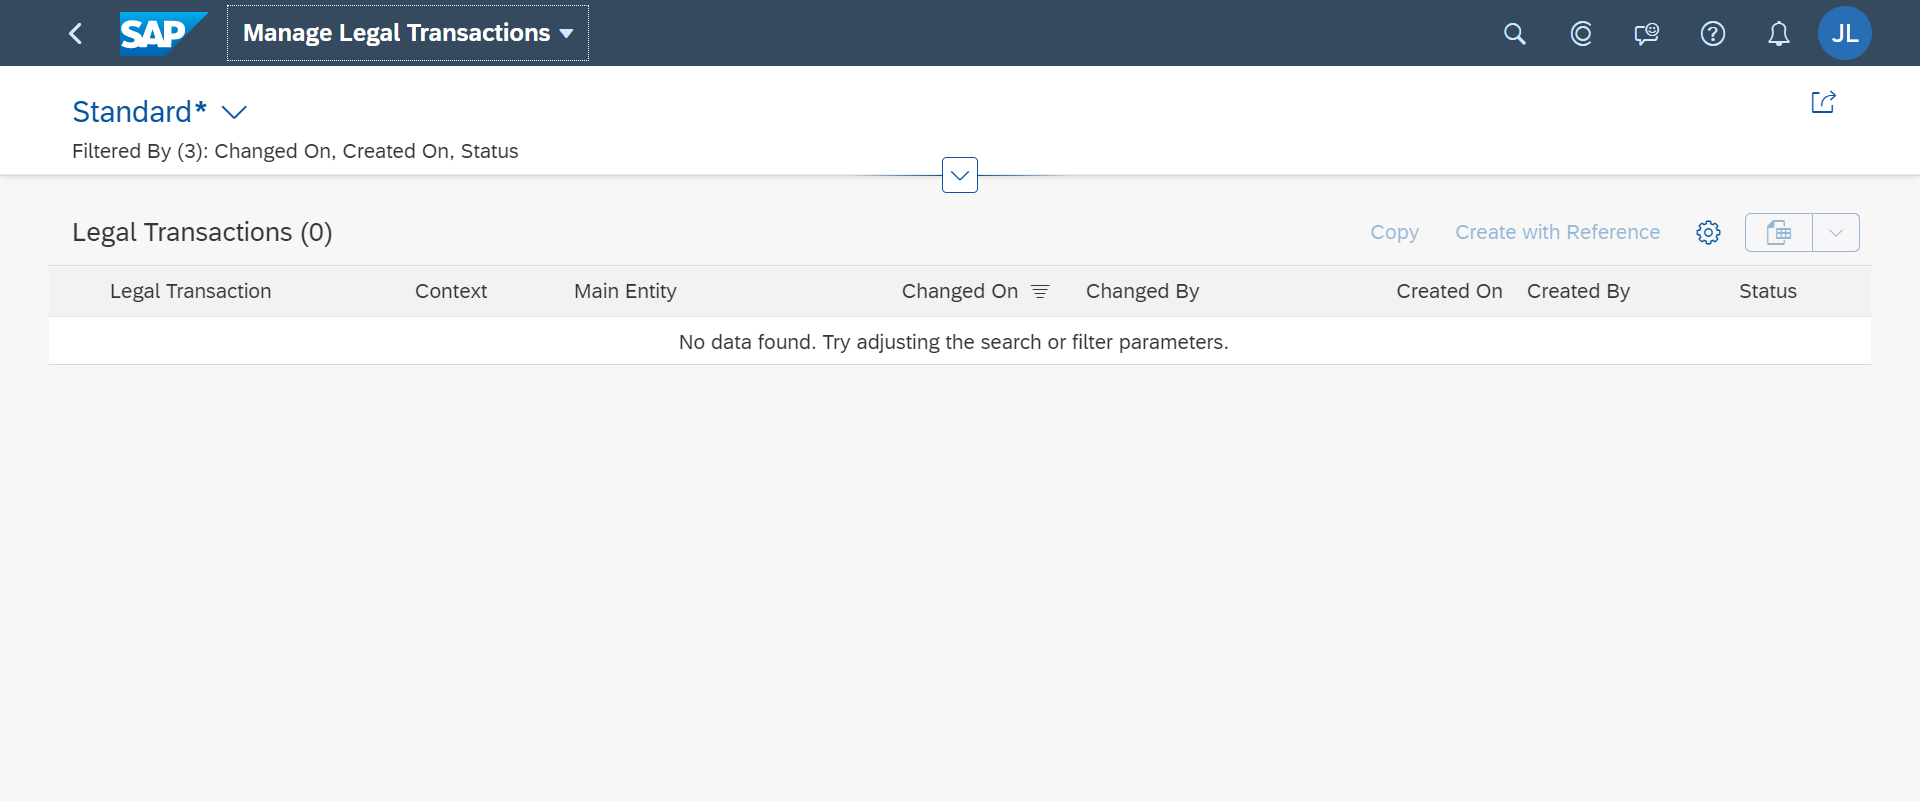 SAP Manage Legal Transactions JL
Standard*
Filtered By (3): Changed On, Created On, Status
Legal Transactions (0) Copy Create with Reference
Legal Transaction Context Main Entity Changed On Changed By Created On Created By Status
No data found. Try adjusting the search or filter parameters.